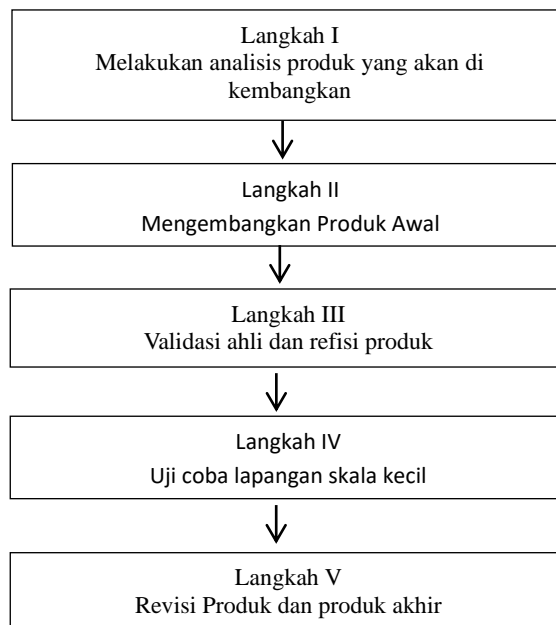 Langkah I
Melakukan analisis produk yang akan di
kembangkan
Langkah II
Mengembangkan Produk Awal
Langkah III
Validasi ahli dan refisi produk
Langkah IV
Uji coba lapangan skala kecil
Langkah V
Revisi Produk dan produk akhir